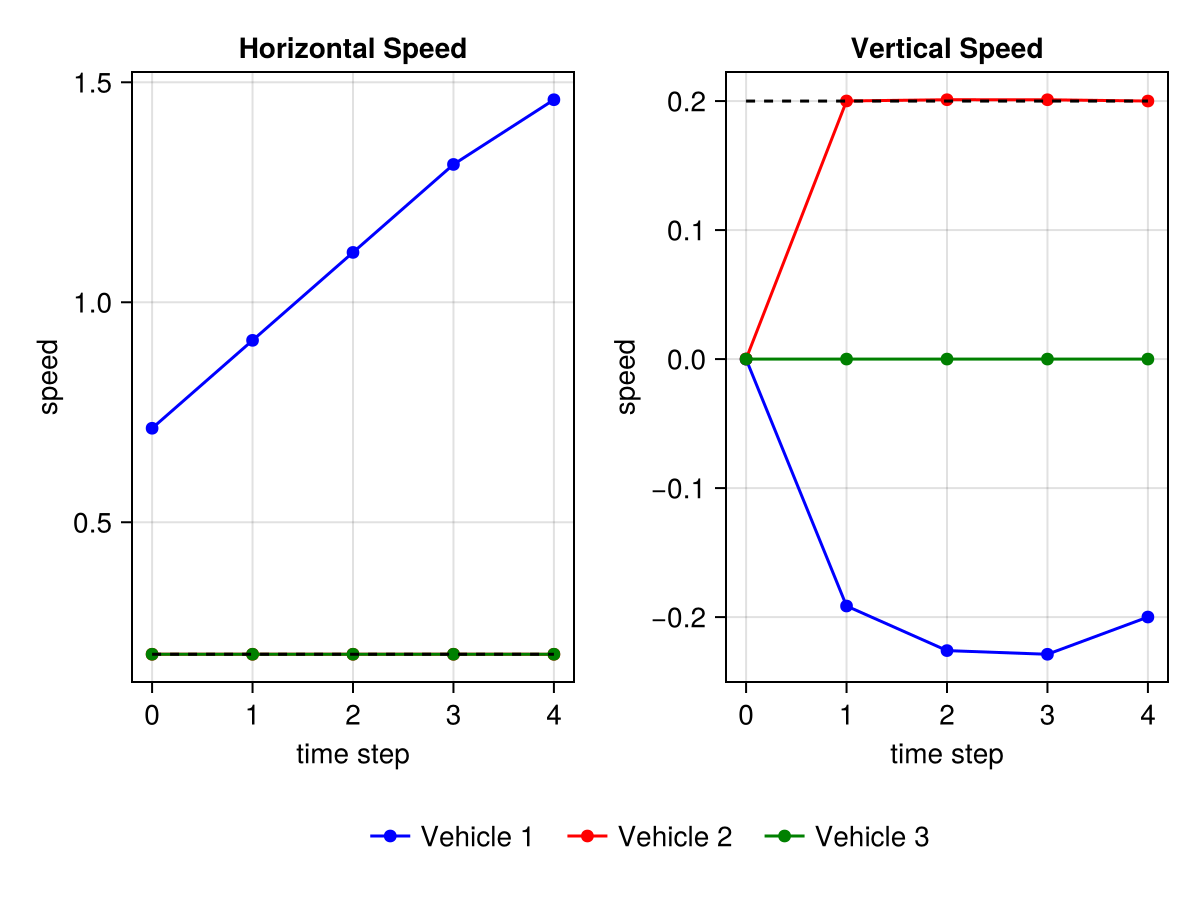 Horizontal Speed
1.5
1.0
0.5
speed
0 1 2 3 4
time step
Vertical Speed
0.2
0.1
0.0
−0.1
−0.2
speed
0 1 2 3 4
time step
Vehicle 1 Vehicle 2 Vehicle 3